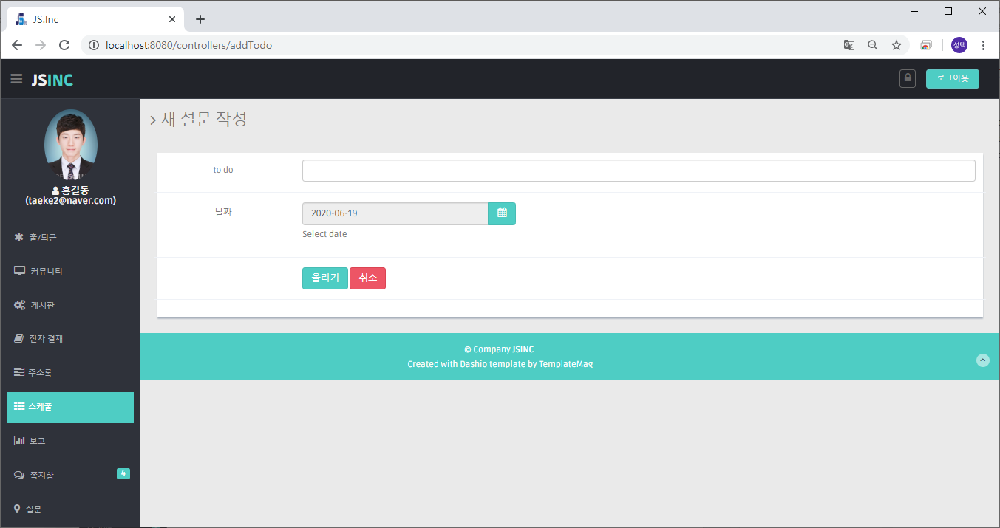 JS.Inc
localhost:8080/controllers/addTodo
성택
JSINC
로그아웃
홍길동
(taeke2@naver.com)
출/퇴근
커뮤니티
게시판
전자 결재
주소록
스케쥴
보고
쪽지함
4
설문
새 설문 작성
to do
날짜
2020-06-19
Select date
올리기
취소
© Company JSINC.
Created with Dashio template by TemplateMag